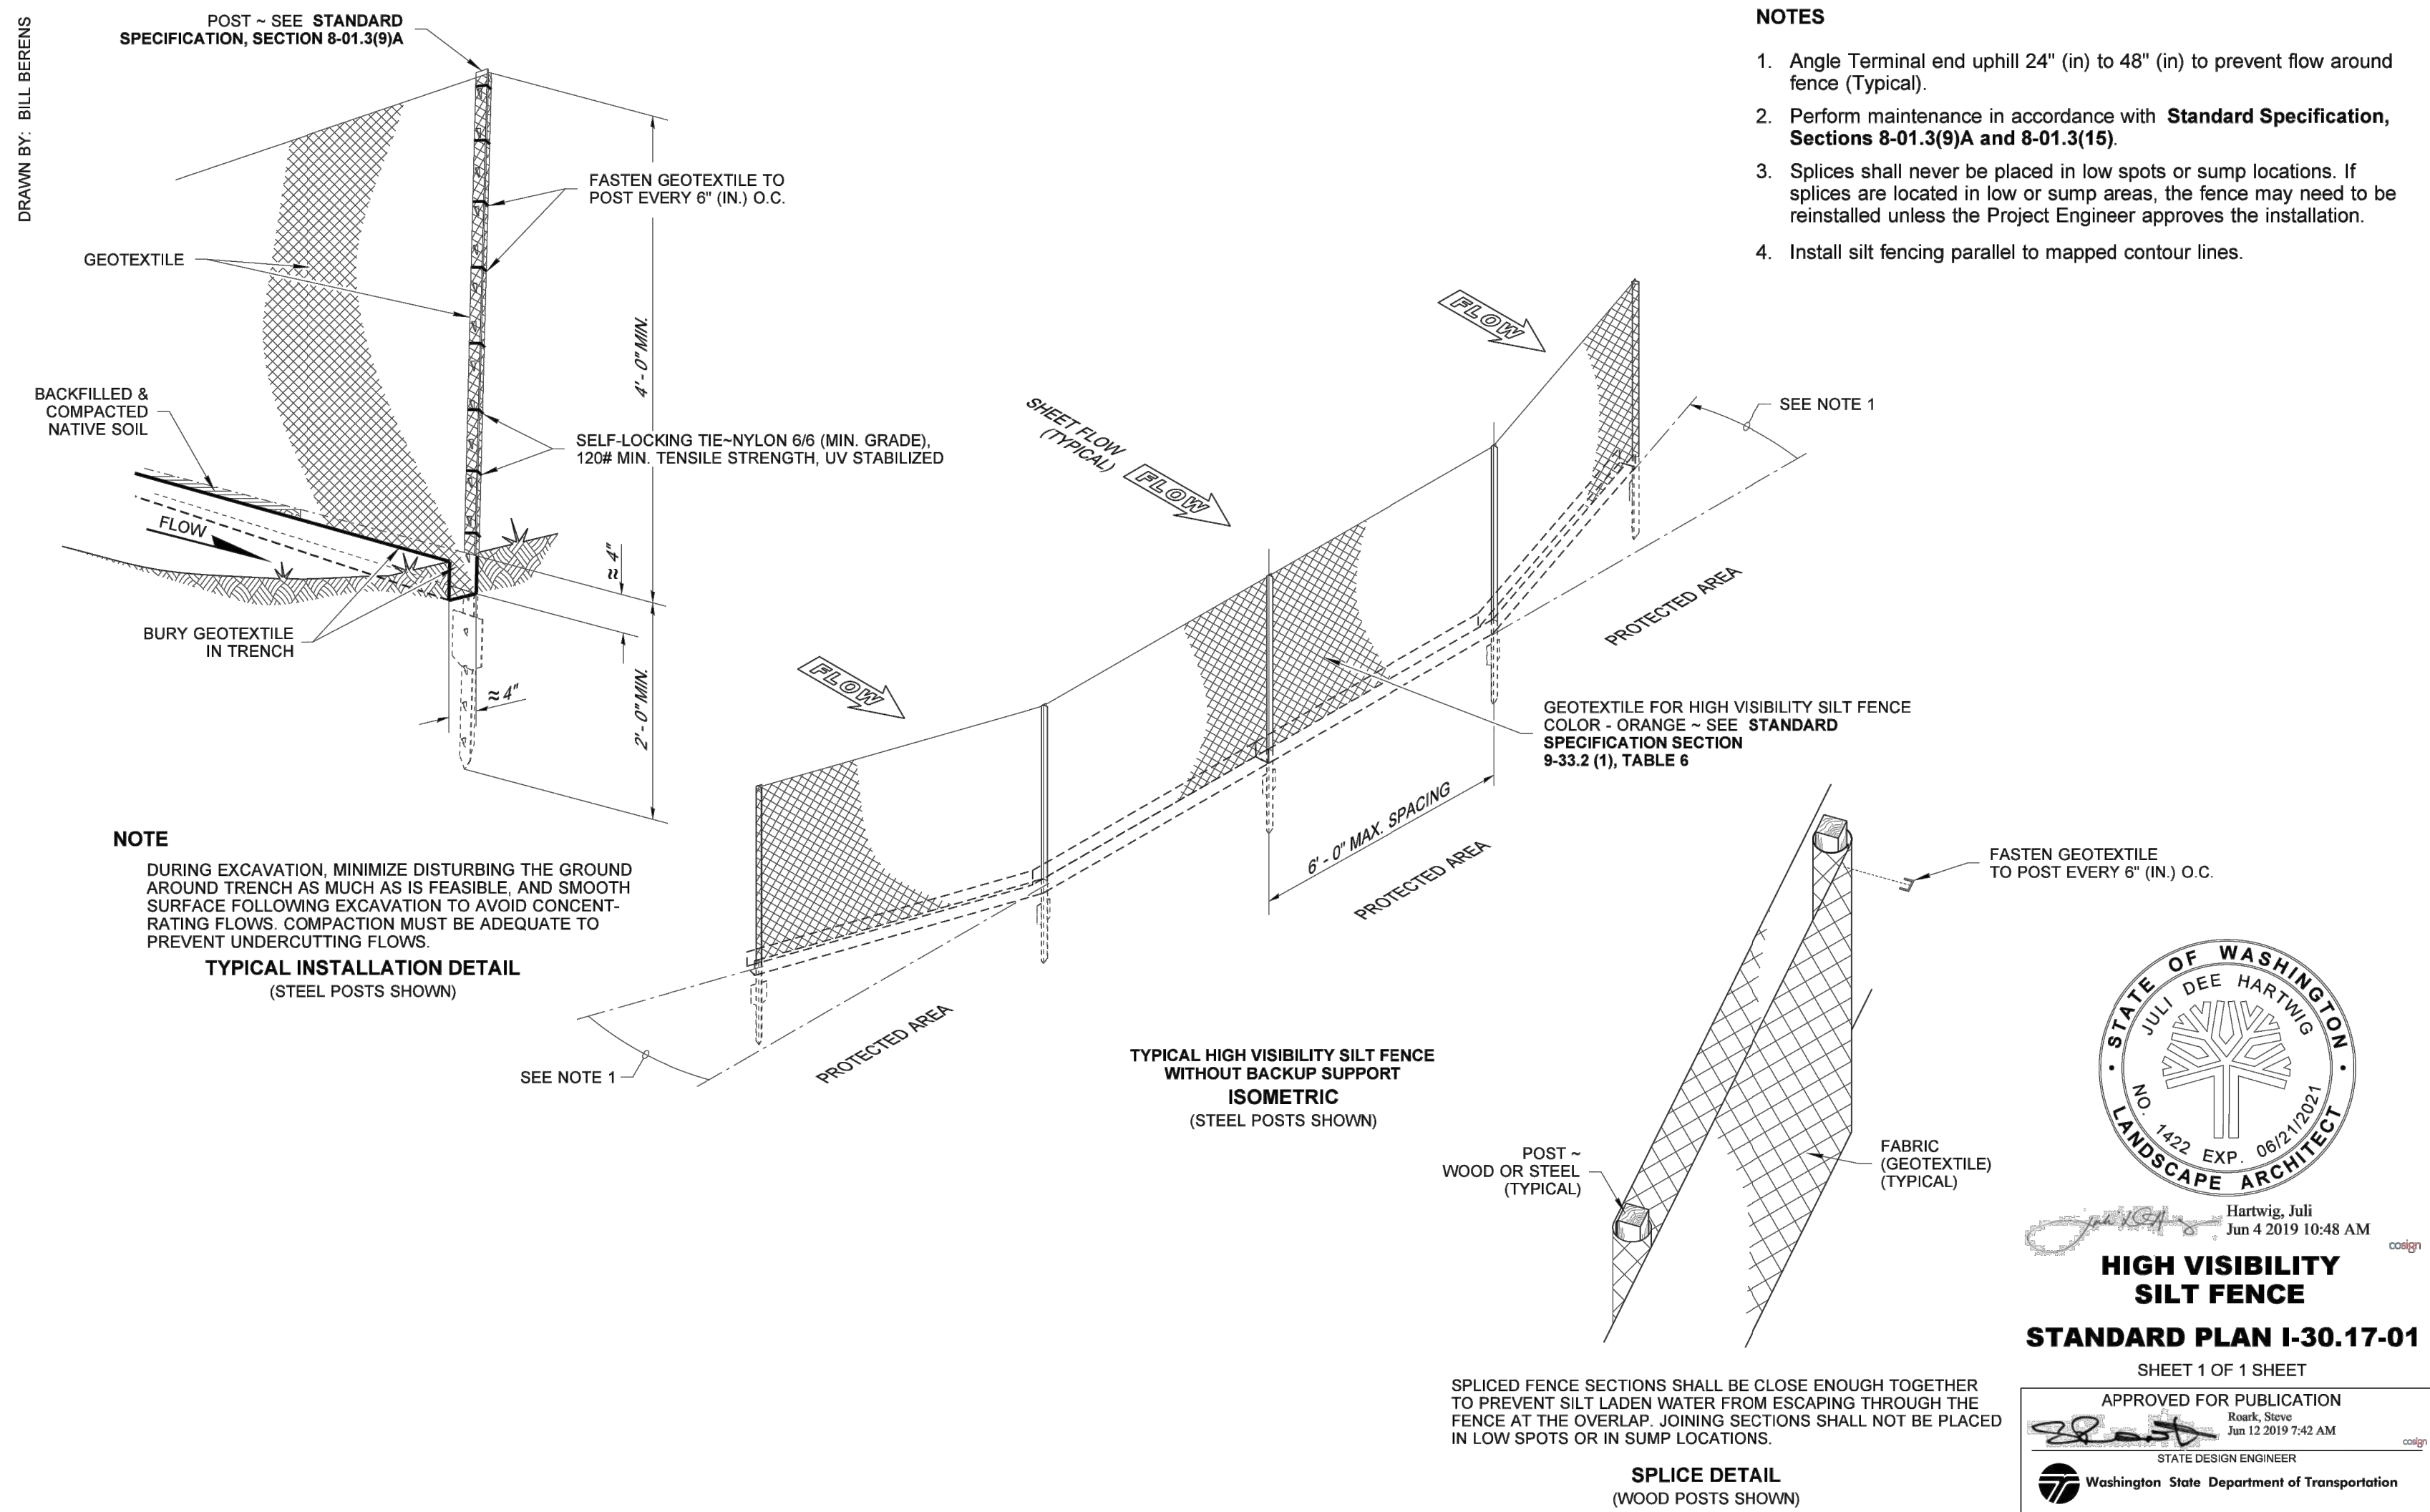 DRAWN BY: BILL BERENS
POST ~ SEE STANDARD
SPECIFICATION, SECTION 8-01.3(9)A
FASTEN GEOTEXTILE TO
POST EVERY 6" (IN.) O.C.
GEOTEXTILE
4' - 0" MIN.
BACKFILLED &
COMPACTED
NATIVE SOIL
SELF-LOCKING TIE~NYLON 6/6 (MIN. GRADE),
120# MIN. TENSILE STRENGTH, UV STABILIZED
FLOW
≈ 4"
BURY GEOTEXTILE
IN TRENCH
≈ 4"
2' - 0" MIN.
NOTE
DURING EXCAVATION, MINIMIZE DISTURBING THE GROUND
AROUND TRENCH AS MUCH AS IS FEASIBLE, AND SMOOTH
SURFACE FOLLOWING EXCAVATION TO AVOID CONCENT-
RATING FLOWS. COMPACTION MUST BE ADEQUATE TO
PREVENT UNDERCUTTING FLOWS.
TYPICAL INSTALLATION DETAIL
(STEEL POSTS SHOWN)
NOTES
1. Angle Terminal end uphill 24" (in) to 48" (in) to prevent flow around
fence (Typical).
2. Perform maintenance in accordance with Standard Specification,
Sections 8-01.3(9)A and 8-01.3(15).
3. Splices shall never be placed in low spots or sump locations. If
splices are located in low or sump areas, the fence may need to be
reinstalled unless the Project Engineer approves the installation.
4. Install silt fencing parallel to mapped contour lines.
FLOW
SEE NOTE 1
SHEET FLOW
(TYPICAL)
FLOW
PROTECTED AREA
FLOW
GEOTEXTILE FOR HIGH VISIBILITY SILT FENCE
COLOR - ORANGE ~ SEE STANDARD
SPECIFICATION SECTION
9-33.2 (1), TABLE 6
6' - 0" MAX. SPACING
PROTECTED AREA
PROTECTED AREA
SEE NOTE 1
TYPICAL HIGH VISIBILITY SILT FENCE
WITHOUT BACKUP SUPPORT
ISOMETRIC
(STEEL POSTS SHOWN)
FASTEN GEOTEXTILE
TO POST EVERY 6" (IN.) O.C.
POST ~
WOOD OR STEEL
(TYPICAL)
FABRIC
(GEOTEXTILE)
(TYPICAL)
SPLICED FENCE SECTIONS SHALL BE CLOSE ENOUGH TOGETHER
TO PREVENT SILT LADEN WATER FROM ESCAPING THROUGH THE
FENCE AT THE OVERLAP. JOINING SECTIONS SHALL NOT BE PLACED
IN LOW SPOTS OR IN SUMP LOCATIONS.
SPLICE DETAIL
(WOOD POSTS SHOWN)
STATE OF WASHINGTON
JULI DEE HARTWIG
NO. 1422 EXP. 06/21/2021
LANDSCAPE ARCHITECT
Hartwig, Juli
Jun 4 2019 10:48 AM
cosign
HIGH VISIBILITY
SILT FENCE
STANDARD PLAN I-30.17-01
SHEET 1 OF 1 SHEET
APPROVED FOR PUBLICATION
Roark, Steve
Jun 12 2019 7:42 AM
cosign
STATE DESIGN ENGINEER
Washington State Department of Transportation